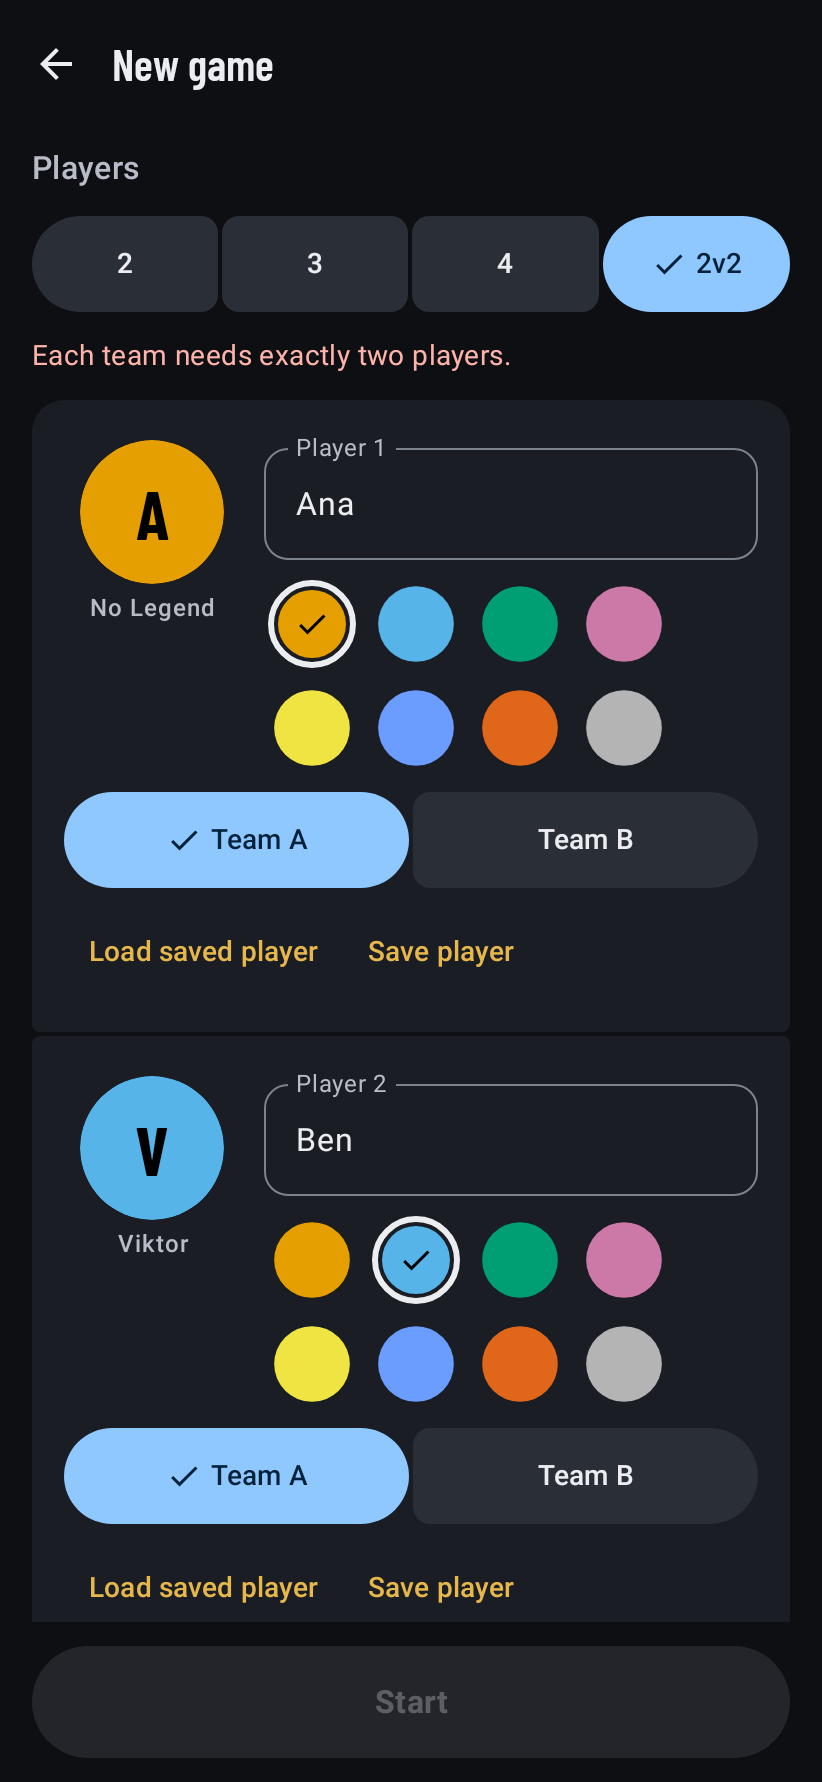 New game
Players
2 3 4 2v2
Each team needs exactly two players.
Player 1
A
Ana
No Legend
Team A Team B
Load saved player Save player
Player 2
V
Ben
Viktor
Team A Team B
Load saved player Save player
Start